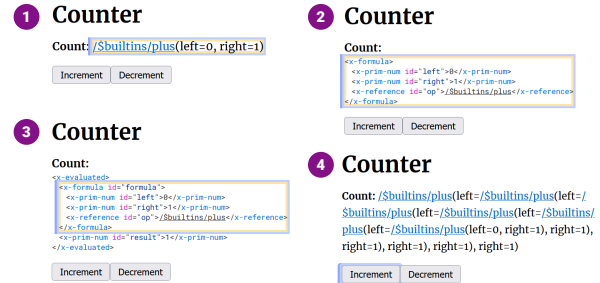 1 Counter
Count: /$builtins/plus(left=0, right=1)
Increment Decrement
2 Counter
Count:
<x-formula>
<x-prim-num id="left">0</x-prim-num>
<x-prim-num id="right">1</x-prim-num>
<x-reference id="op">/$builtins/plus</x-reference>
</x-formula>
Increment Decrement
3 Counter
Count:
<x-evaluated>
<x-formula id="formula">
<x-prim-num id="left">0</x-prim-num>
<x-prim-num id="right">1</x-prim-num>
<x-reference id="op">/$builtins/plus</x-reference>
</x-formula>
<x-prim-num id="result">1</x-prim-num>
</x-evaluated>
Increment Decrement
4 Counter
Count: /$builtins/plus(left=/$builtins/plus(left=/
$builtins/plus(left=/$builtins/plus(left=/$builtins/
plus(left=/$builtins/plus(left=0, right=1), right=1),
right=1), right=1), right=1), right=1)
Increment Decrement